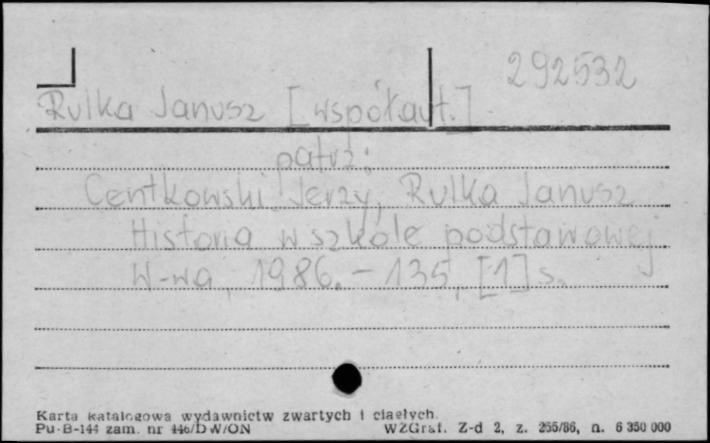 292532
Rulka Janusz [współaut.]
patrz:
Centkowski Jerzy, Rulka Janusz
Historia w szkole podstawowej
W-wa, 1986. - 135, [1] s.
Karta katalogowa wydawnictw zwartych i ciągłych
Pu-B-144 zam. nr 446/DW/ON WZGraf. Z-d 2, z. 255/86, n. 6 350 000